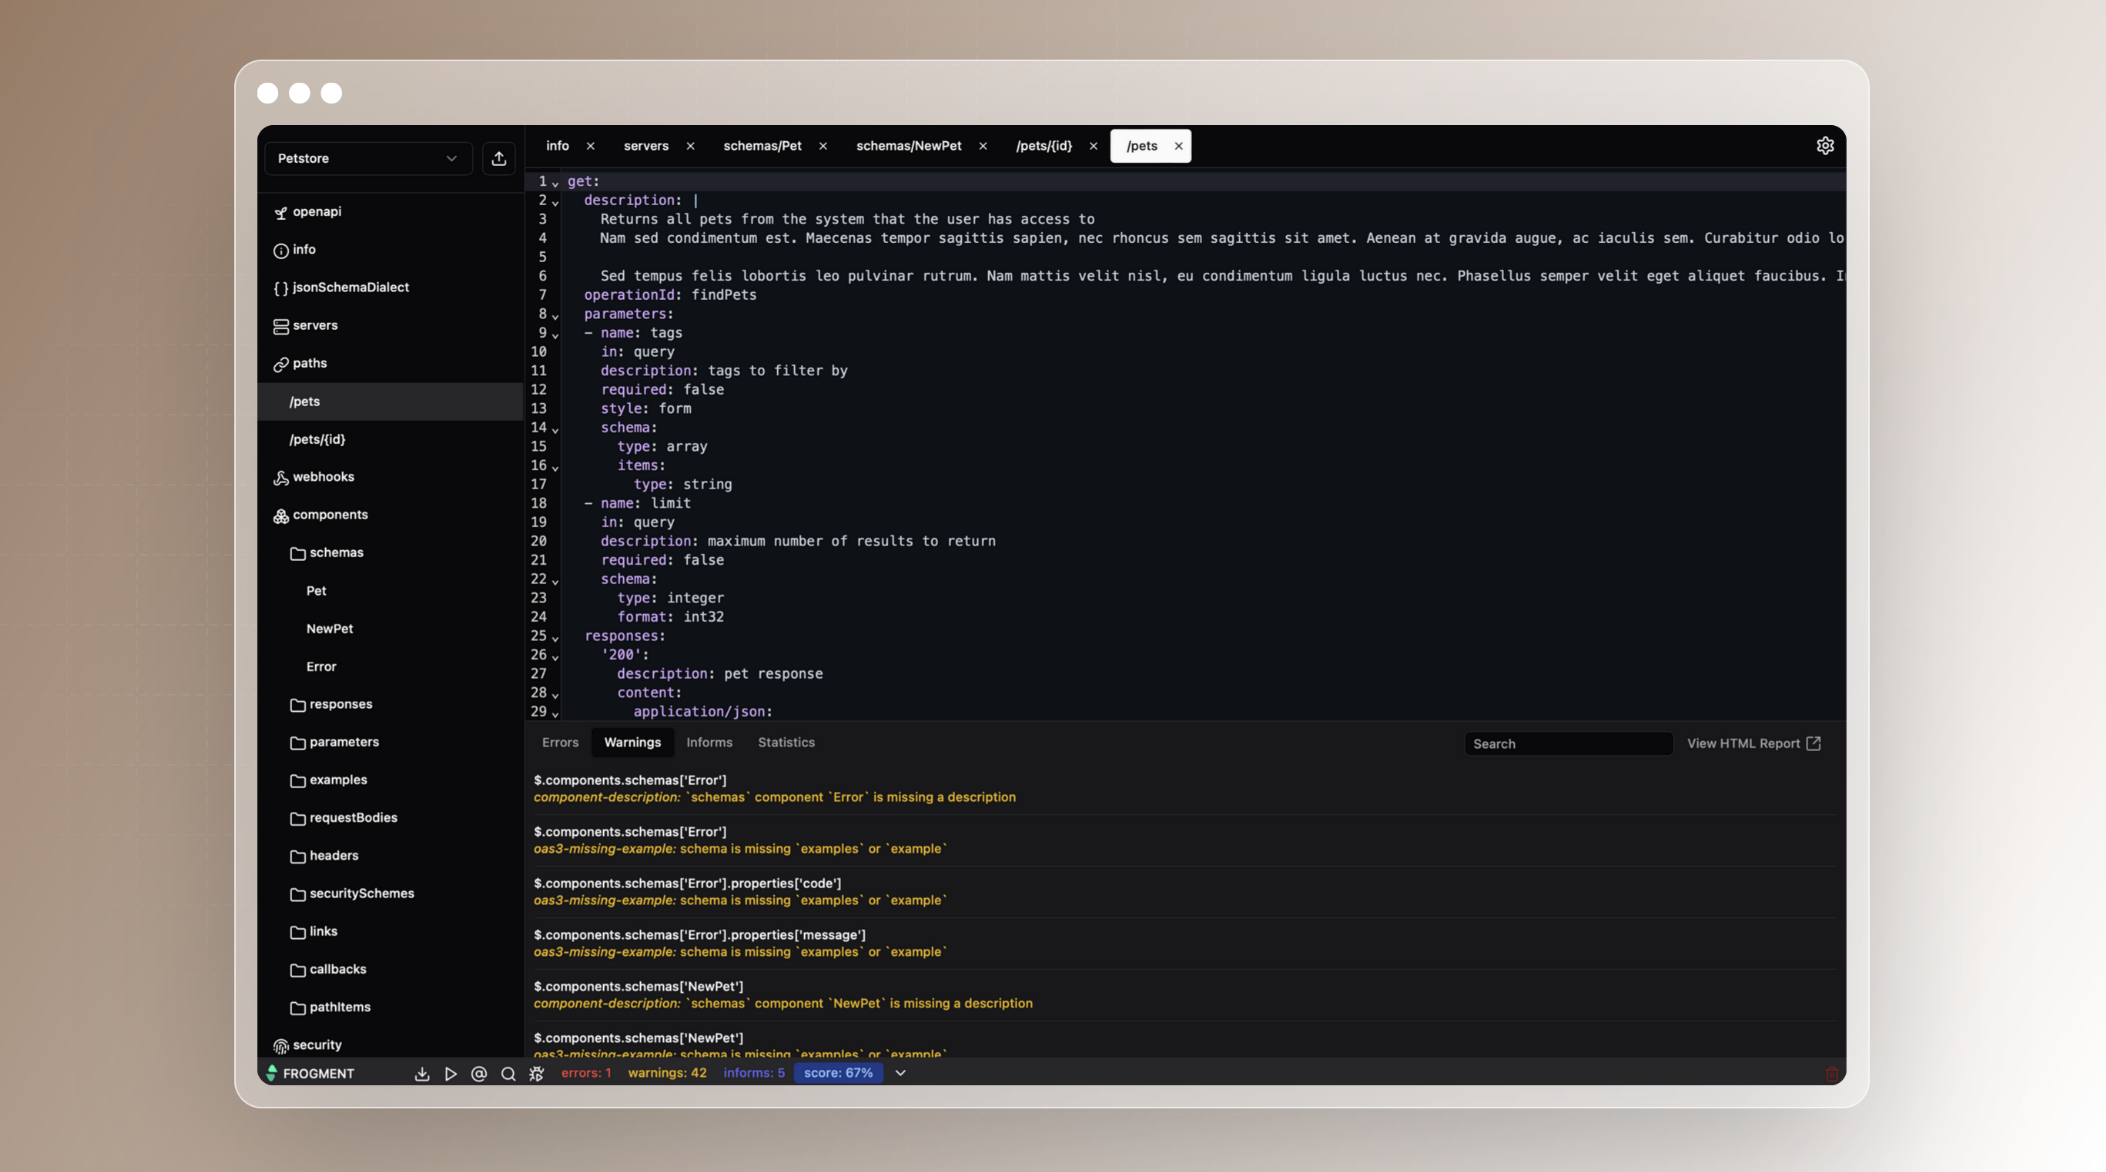 Petstore
info × servers × schemas/Pet × schemas/NewPet × /pets/{id} × /pets ×
openapi
info
{ } jsonSchemaDialect
servers
paths
/pets
/pets/{id}
webhooks
components
schemas
Pet
NewPet
Error
responses
parameters
examples
requestBodies
headers
securitySchemes
links
callbacks
pathItems
security
1 get:
2 description: |
3 Returns all pets from the system that the user has access to
4 Nam sed condimentum est. Maecenas tempor sagittis sapien, nec rhoncus sem sagittis sit amet. Aenean at gravida augue, ac iaculis sem. Curabitur odio lo
5
6 Sed tempus felis lobortis leo pulvinar rutrum. Nam mattis velit nisl, eu condimentum ligula luctus nec. Phasellus semper velit eget aliquet faucibus. I
7 operationId: findPets
8 parameters:
9 - name: tags
10 in: query
11 description: tags to filter by
12 required: false
13 style: form
14 schema:
15 type: array
16 items:
17 type: string
18 - name: limit
19 in: query
20 description: maximum number of results to return
21 required: false
22 schema:
23 type: integer
24 format: int32
25 responses:
26 '200':
27 description: pet response
28 content:
29 application/json:
Errors Warnings Informs Statistics Search View HTML Report
$.components.schemas['Error']
component-description: `schemas` component `Error` is missing a description
$.components.schemas['Error']
oas3-missing-example: schema is missing `examples` or `example`
$.components.schemas['Error'].properties['code']
oas3-missing-example: schema is missing `examples` or `example`
$.components.schemas['Error'].properties['message']
oas3-missing-example: schema is missing `examples` or `example`
$.components.schemas['NewPet']
component-description: `schemas` component `NewPet` is missing a description
$.components.schemas['NewPet']
oas3-missing-example: schema is missing `examples` or `example`
FROGMENT errors: 1 warnings: 42 informs: 5 score: 67%